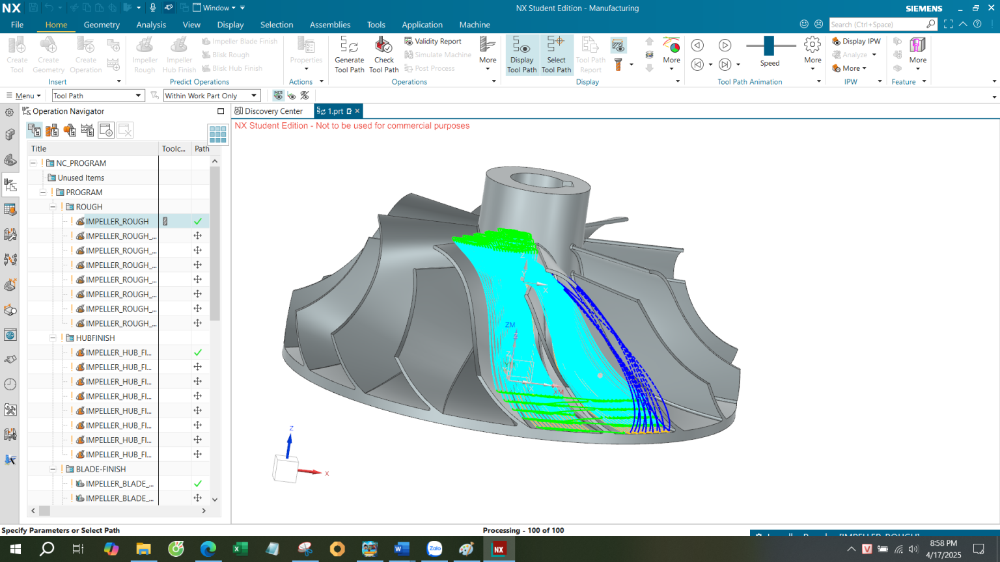 NX
Window
NX Student Edition - Manufacturing
SIEMENS
File Home Geometry Analysis View Display Selection Assemblies Tools Application Machine
Search (Ctrl+Space)
Create Tool
Create Geometry
Create Operation
Insert
Impeller Rough
Impeller Hub Finish
Impeller Blade Finish
Blisk Rough
Blisk Hub Finish
Predict Operations
Properties
Actions
Generate Tool Path
Check Tool Path
Validity Report
Simulate Machine
Post Process
More
Operations
Display Tool Path
Select Tool Path
Tool Path Report
More
Display
Speed
More
Tool Path Animation
Display IPW
Analyze
More
IPW
More
Feature
Menu
Tool Path
Within Work Part Only
MCS
Operation Navigator
Discovery Center
1.prt
NX Student Edition - Not to be used for commercial purposes
Title Toolc... Path
NC_PROGRAM
Unused Items
PROGRAM
ROUGH
IMPELLER_ROUGH
IMPELLER_ROUGH_...
IMPELLER_ROUGH_...
IMPELLER_ROUGH_...
IMPELLER_ROUGH_...
IMPELLER_ROUGH_...
IMPELLER_ROUGH_...
IMPELLER_ROUGH_...
HUBFINISH
IMPELLER_HUB_FI...
IMPELLER_HUB_FI...
IMPELLER_HUB_FI...
IMPELLER_HUB_FI...
IMPELLER_HUB_FI...
IMPELLER_HUB_FI...
IMPELLER_HUB_FI...
IMPELLER_HUB_FI...
BLADE-FINISH
IMPELLER_BLADE_...
IMPELLER_BLADE_...
Z
X
ZM
Z
X
XM
Z
X
Specify Parameters or Select Path
Processing - 100 of 100
Zalo
NX
V
8:58 PM
4/17/2025